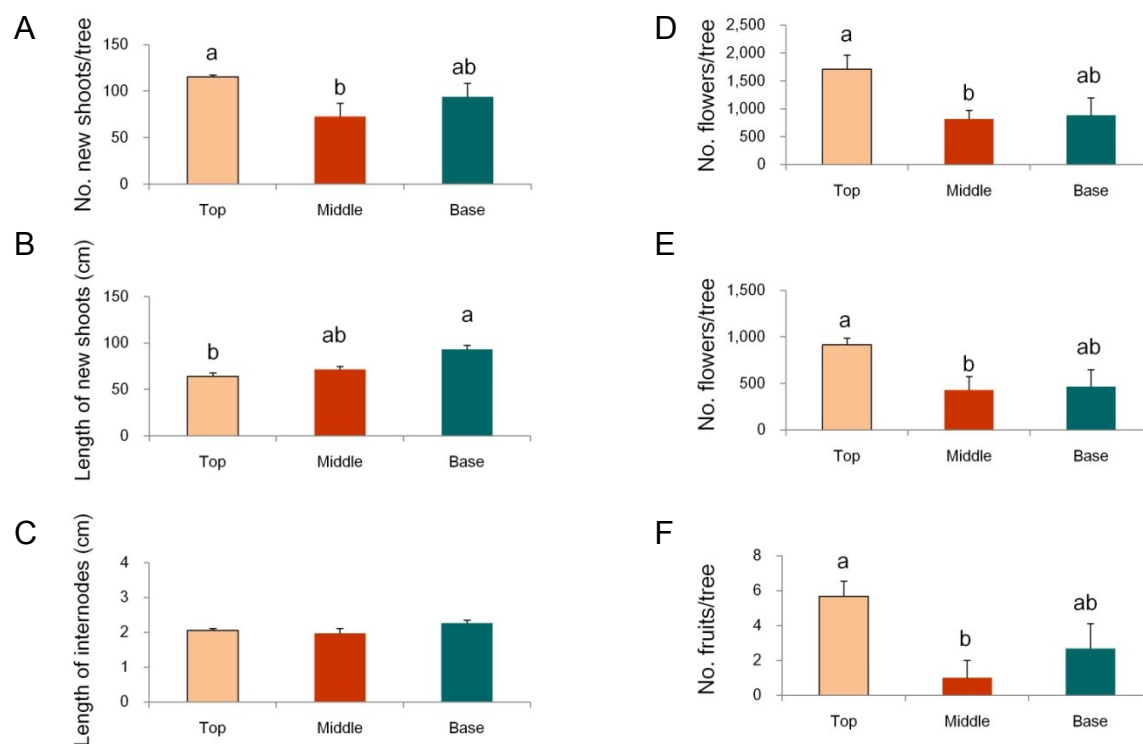 A
No. new shoots/tree
150
100
50
0
a
b
ab
Top Middle Base
B
Length of new shoots (cm)
150
100
50
0
b
ab
a
Top Middle Base
C
Length of internodes (cm)
4
3
2
1
0
Top Middle Base
D
No. flowers/tree
2,500
2,000
1,500
1,000
500
0
a
b
ab
Top Middle Base
E
No. flowers/tree
1,500
1,000
500
0
a
b
ab
Top Middle Base
F
No. fruits/tree
8
6
4
2
0
a
b
ab
Top Middle Base